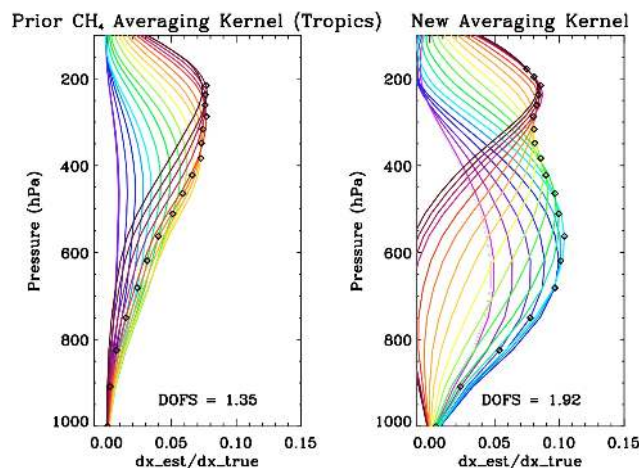 Prior CH₄ Averaging Kernel (Tropics)
New Averaging Kernel
Pressure (hPa)
200
400
600
800
1000
DOFS = 1.35
0.00 0.05 0.10 0.15
dx_est/dx_true
Pressure (hPa)
200
400
600
800
1000
DOFS = 1.92
0.00 0.05 0.10 0.15
dx_est/dx_true